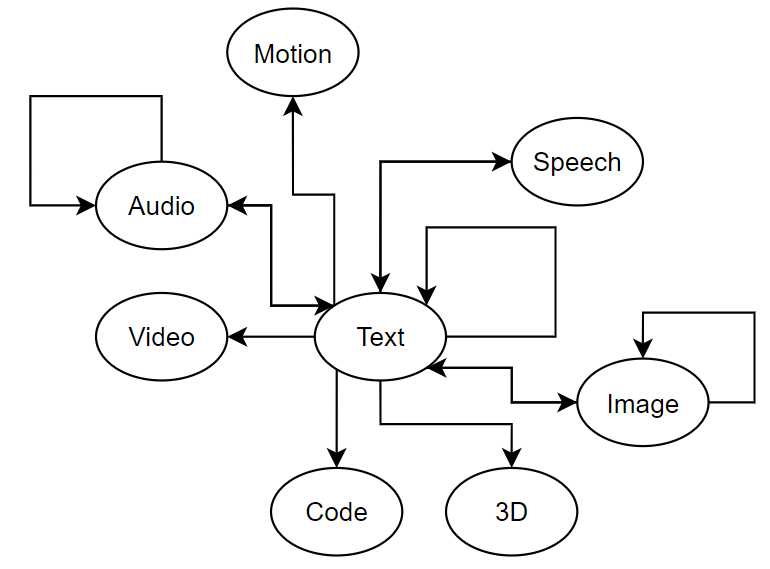 Motion
Speech
Audio
Video
Text
Image
Code
3D